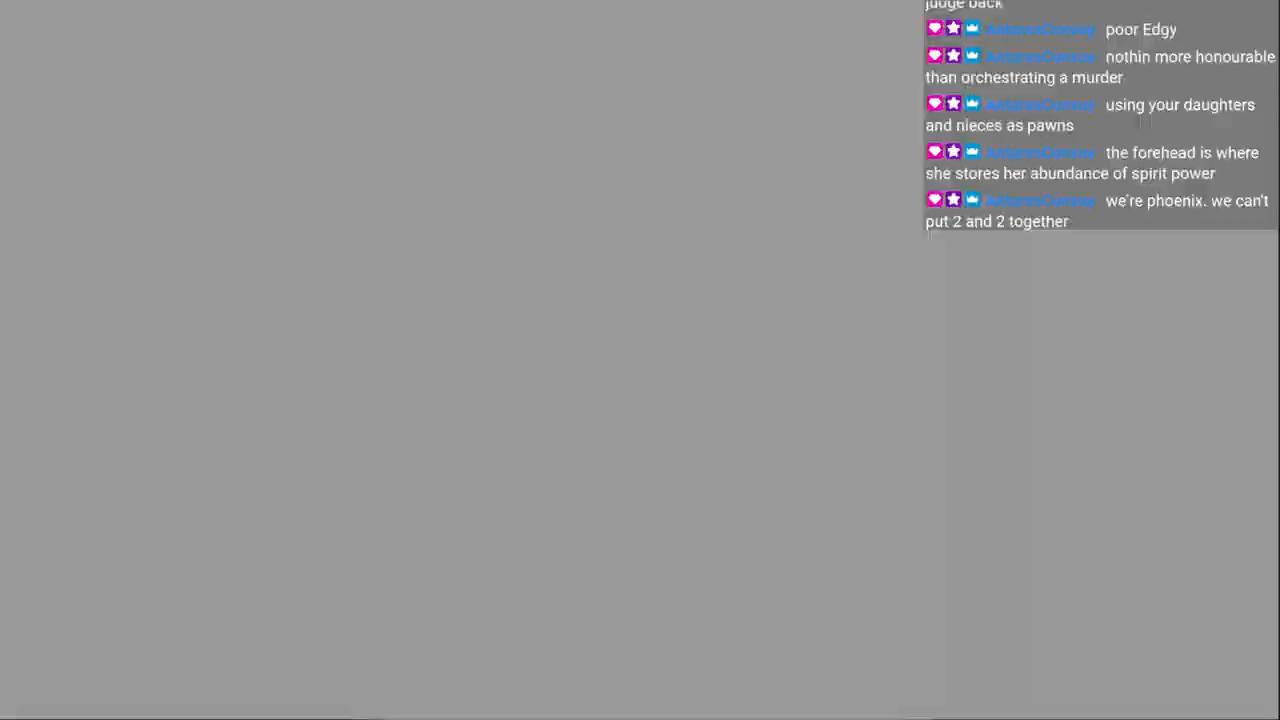 judge back
poor Edgy
nothin more honourable
than orchestrating a murder
using your daughters
and nieces as pawns
the forehead is where
she stores her abundance of spirit power
we're phoenix. we can't
put 2 and 2 together